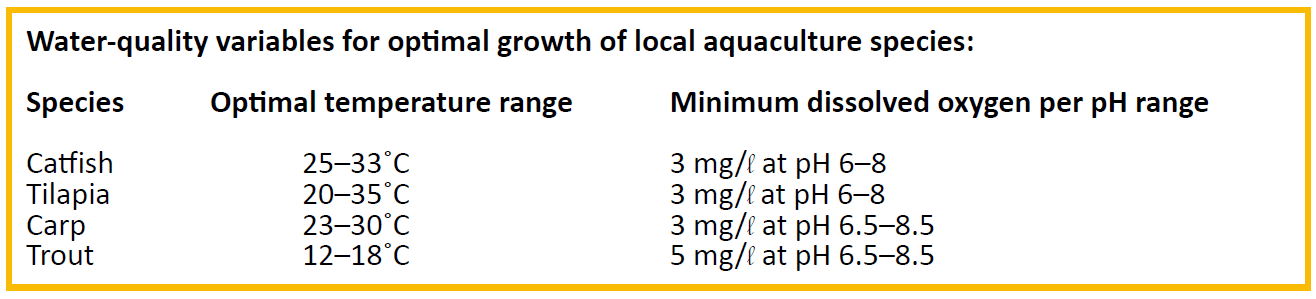 Water-quality variables for optimal growth of local aquaculture species:
Species Optimal temperature range Minimum dissolved oxygen per pH range
Catfish 25–33˚C 3 mg/ℓ at pH 6–8
Tilapia 20–35˚C 3 mg/ℓ at pH 6–8
Carp 23–30˚C 3 mg/ℓ at pH 6.5–8.5
Trout 12–18˚C 5 mg/ℓ at pH 6.5–8.5